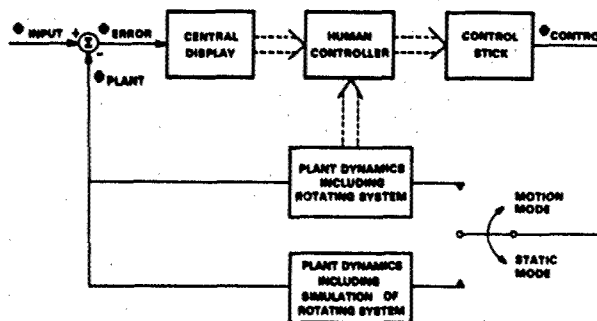 Φ INPUT + Σ - Φ ERROR
CENTRAL
DISPLAY
HUMAN
CONTROLLER
CONTROL
STICK
Φ CONTRO
Φ PLANT
PLANT DYNAMICS
INCLUDING
ROTATING SYSTEM
MOTION
MODE
STATIC
MODE
PLANT DYNAMICS
INCLUDING
SIMULATION OF
ROTATING SYSTEM